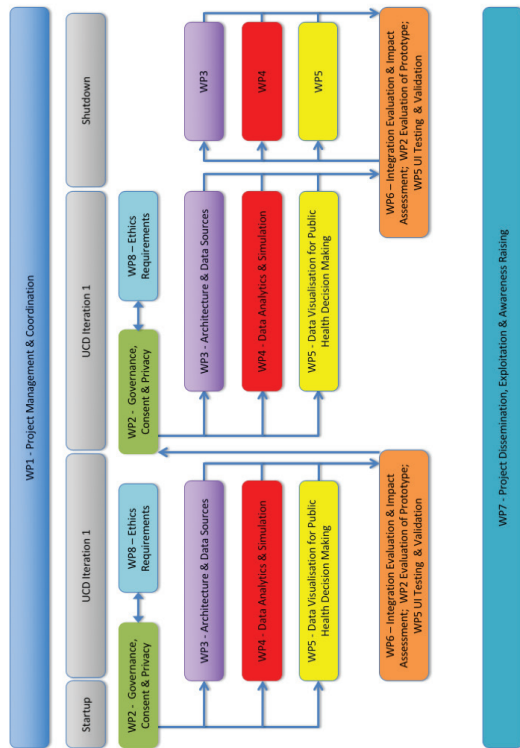 WP1 - Project Management & Coordination
Startup
UCD Iteration 1
UCD Iteration 1
Shutdown
WP2 - Governance,
Consent & Privacy
WP8 – Ethics
Requirements
WP2 - Governance,
Consent & Privacy
WP8 – Ethics
Requirements
WP3 - Architecture & Data Sources
WP3 - Architecture & Data Sources
WP3
WP4 - Data Analytics & Simulation
WP4 - Data Analytics & Simulation
WP4
WP5 - Data Visualisation for Public
Health Decision Making
WP5 - Data Visualisation for Public
Health Decision Making
WP5
WP6 – Integration Evaluation & Impact
Assessment; WP2 Evaluation of Prototype;
WP5 UI Testing & Validation
WP6 – Integration Evaluation & Impact
Assessment; WP2 Evaluation of Prototype;
WP5 UI Testing & Validation
WP7 - Project Dissemination, Exploitation & Awareness Raising